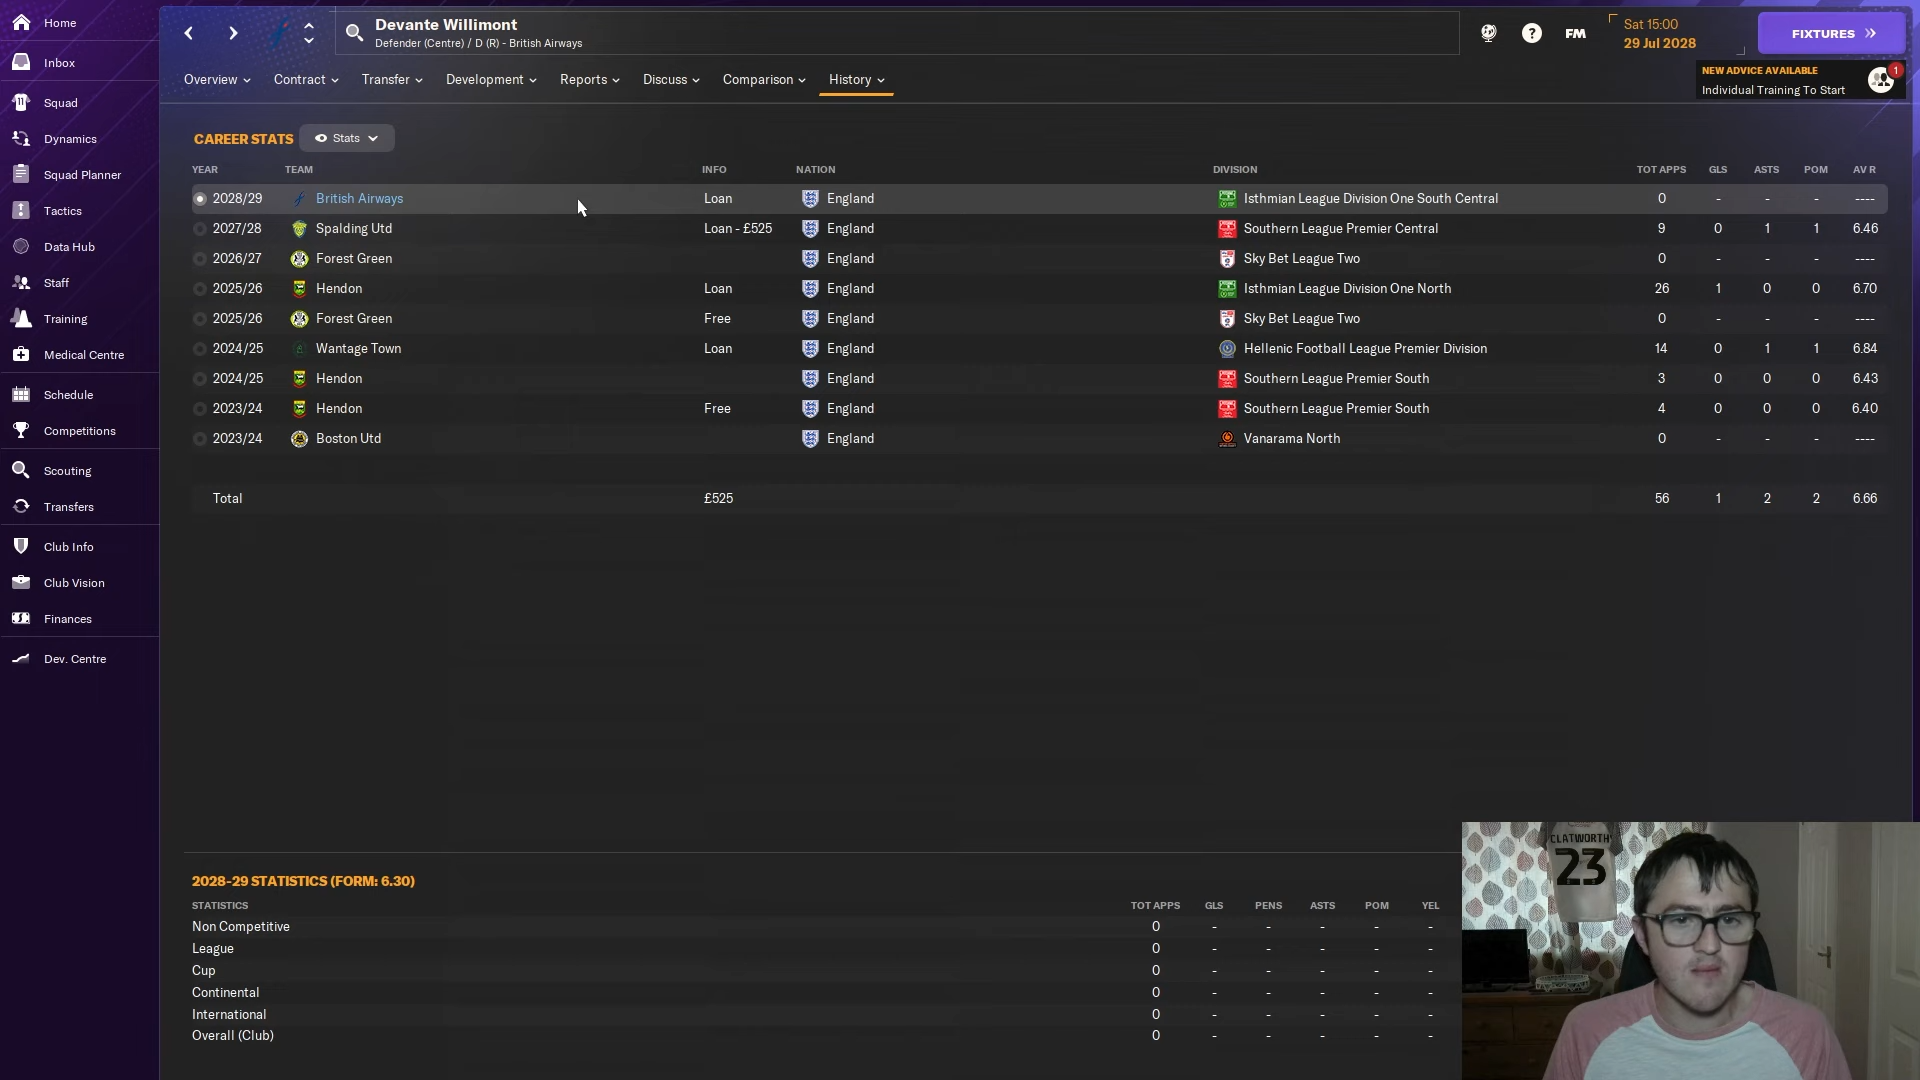 Home
Inbox
Squad
Dynamics
Squad Planner
Tactics
Data Hub
Staff
Training
Medical Centre
Schedule
Competitions
Scouting
Transfers
Club Info
Club Vision
Finances
Dev. Centre
Devante Willimont
Defender (Centre) / D (R) - British Airways
FM
Sat 15:00
29 Jul 2028
FIXTURES
NEW ADVICE AVAILABLE
Individual Training To Start
1
Overview Contract Transfer Development Reports Discuss Comparison History
CAREER STATS Stats
YEAR TEAM INFO NATION DIVISION TOT APPS GLS ASTS POM AV R
2028/29 British Airways Loan England Isthmian League Division One South Central 0 - - - ----
2027/28 Spalding Utd Loan - £525 England Southern League Premier Central 9 0 1 1 6.46
2026/27 Forest Green England Sky Bet League Two 0 - - - ----
2025/26 Hendon Loan England Isthmian League Division One North 26 1 0 0 6.70
2025/26 Forest Green Free England Sky Bet League Two 0 - - - ----
2024/25 Wantage Town Loan England Hellenic Football League Premier Division 14 0 1 1 6.84
2024/25 Hendon England Southern League Premier South 3 0 0 0 6.43
2023/24 Hendon Free England Southern League Premier South 4 0 0 0 6.40
2023/24 Boston Utd England Vanarama North 0 - - - ----
Total £525 56 1 2 2 6.66
2028-29 STATISTICS (FORM: 6.30)
STATISTICS TOT APPS GLS PENS ASTS POM YEL
Non Competitive 0 - - - - -
League 0 - - - - -
Cup 0 - - - - -
Continental 0 - - - - -
International 0 - - - - -
Overall (Club) 0 - - - - -
CLATWORTHY
23